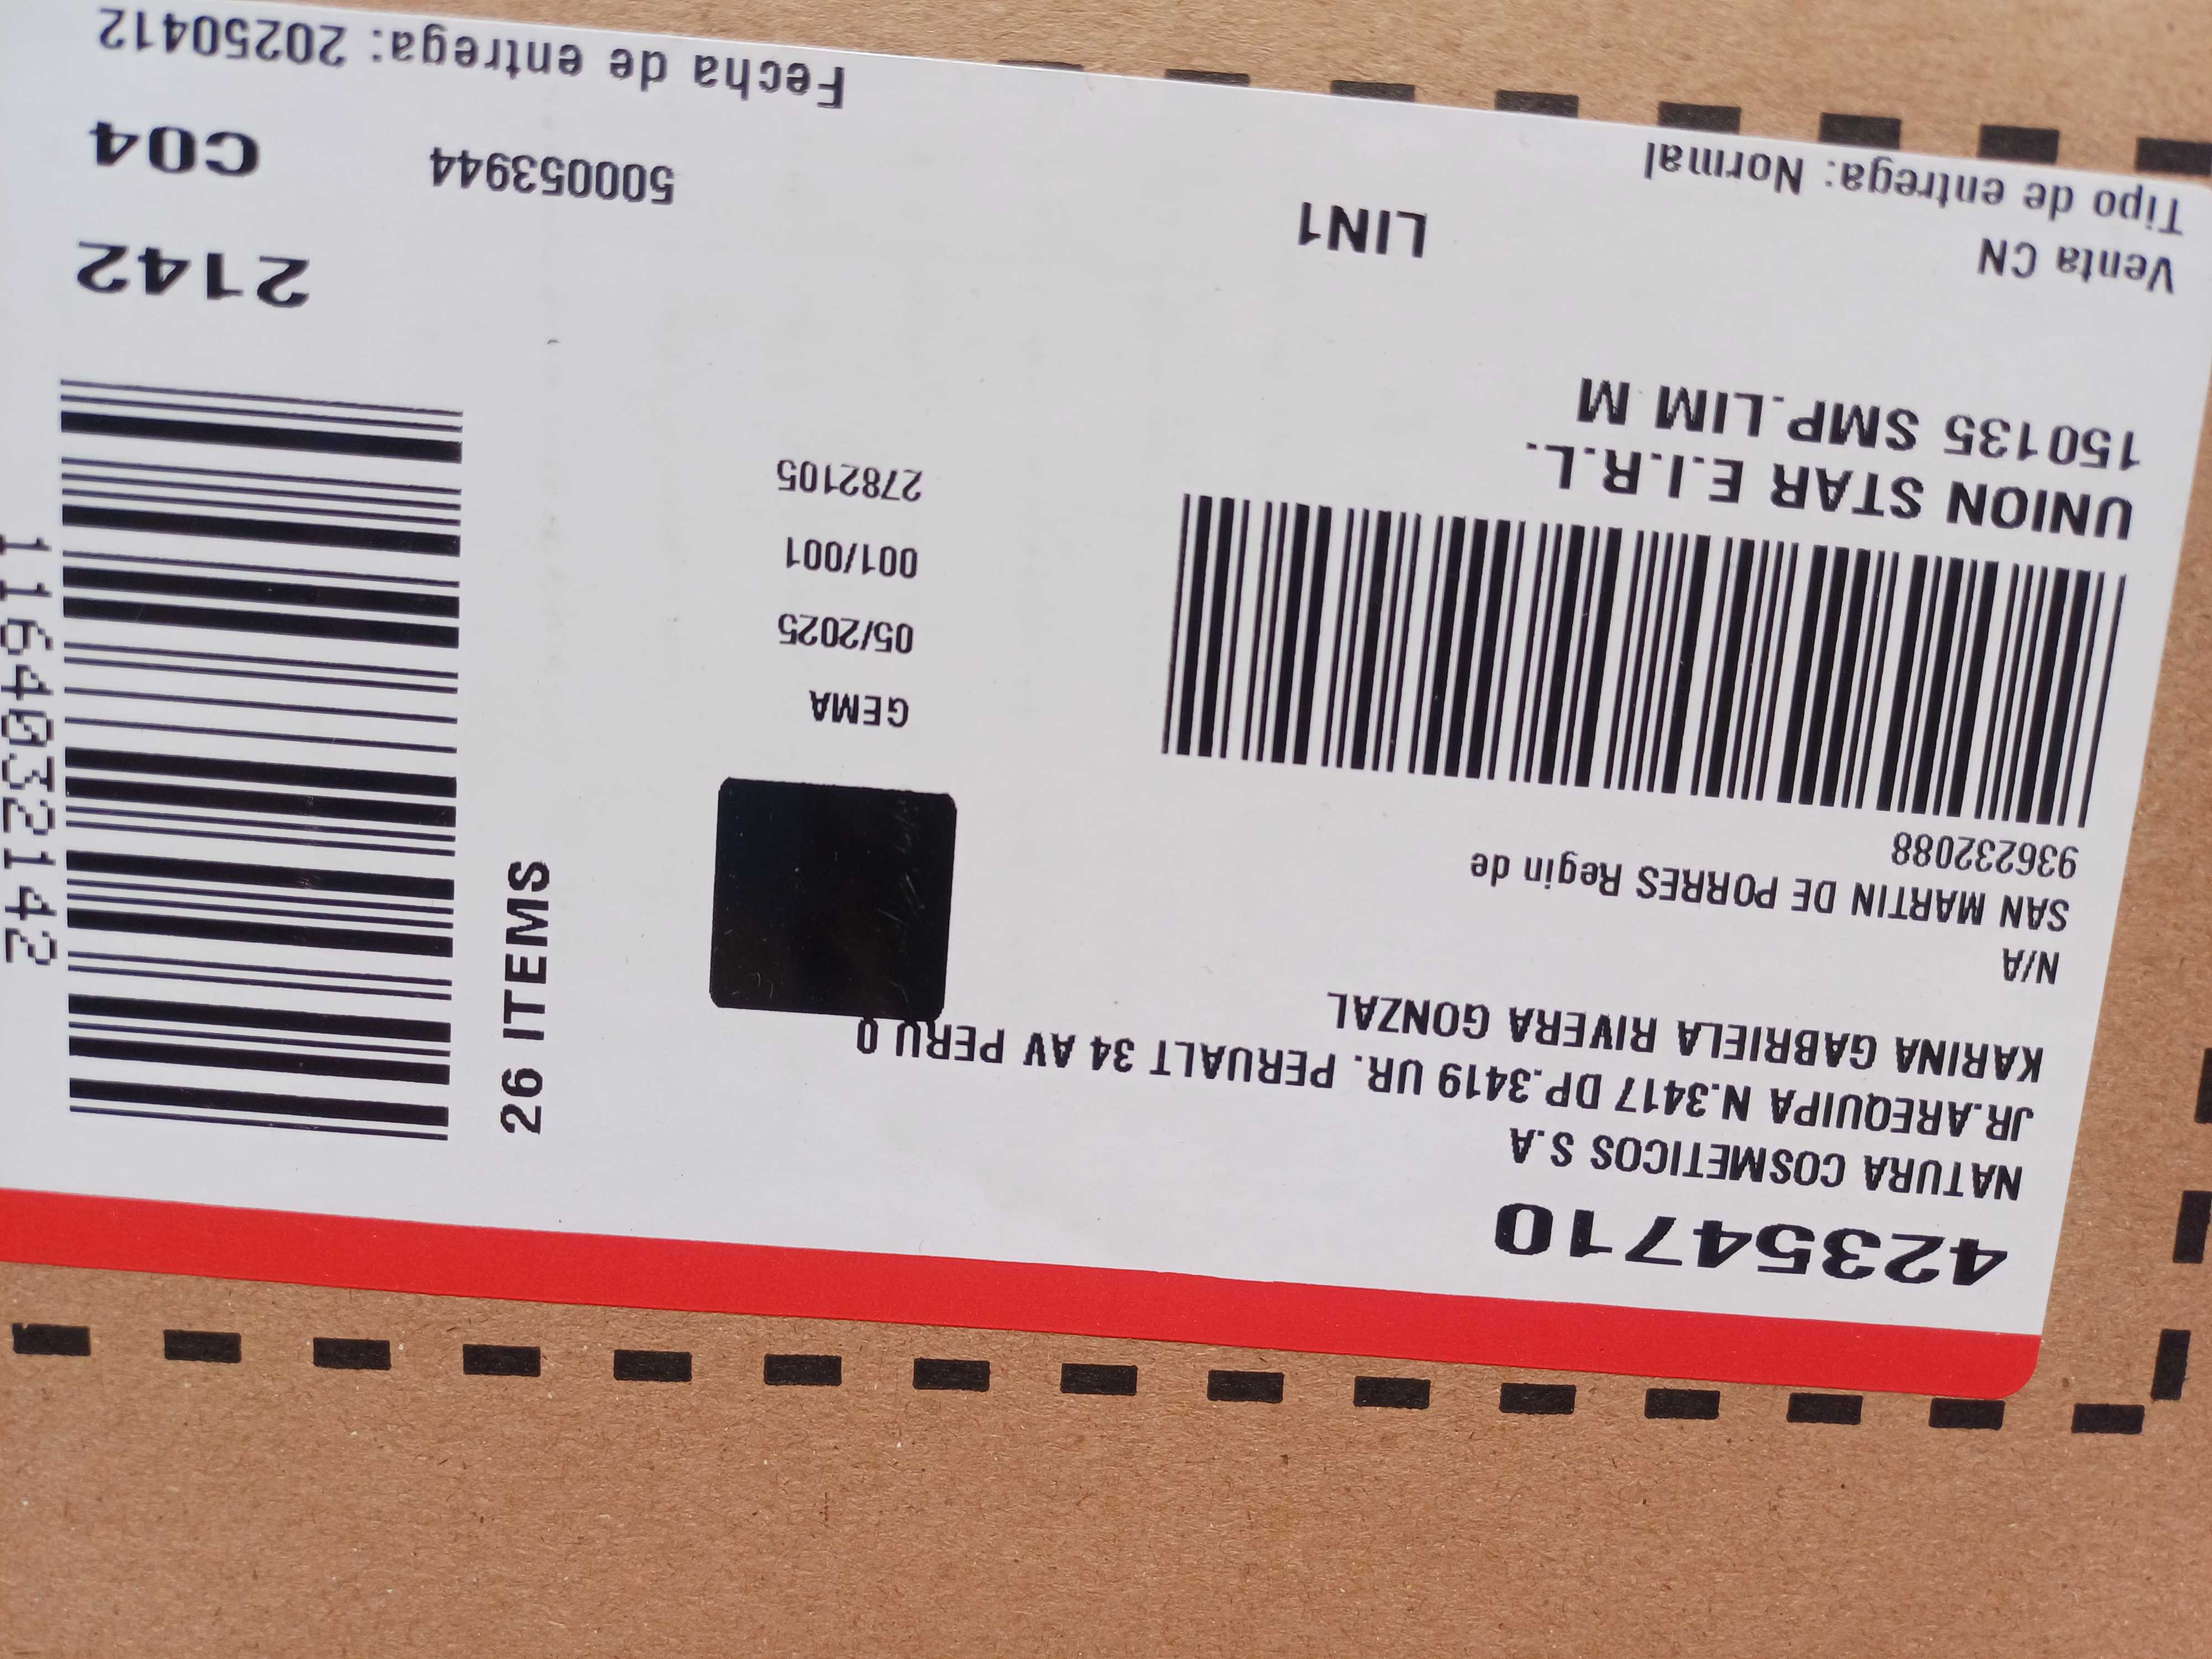 42354710
NATURA COSMETICOS S.A
JR.AREQUIPA N.3417 DP.3419 UR. PERUALT 34 AV PERU Q
KARINA GABRIELA RIVERA GONZAL
N/A
SAN MARTIN DE PORRES Regin de
936232088
UNION STAR E.I.R.L.
150135 SMP.LIM M
Venta CN
LIN1
Tipo de entrega: Normal
GEMA
05/2025
001/001
2782105
26 ITEMS
1164032142
2142
500053944
C04
Fecha de entrega: 20250412